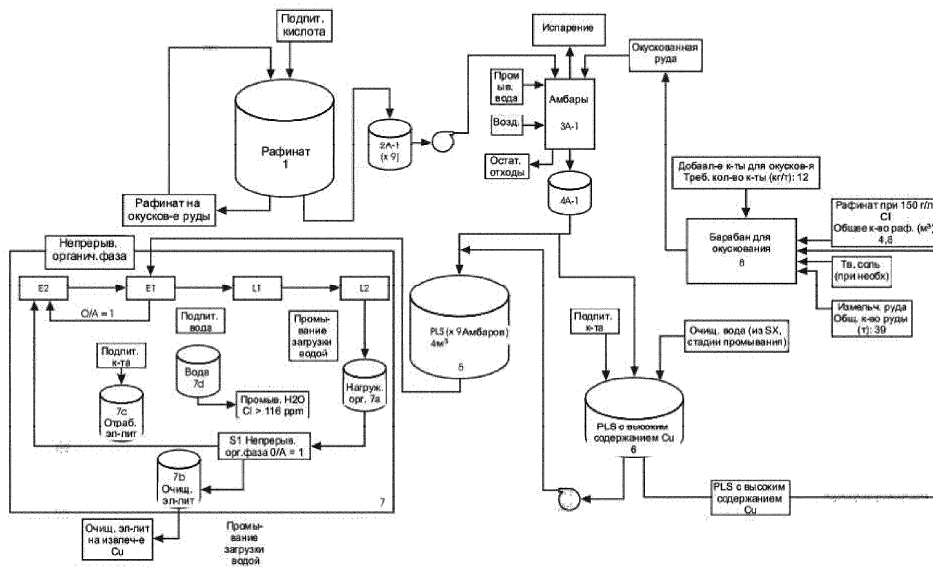 Подпит.
кислота
Испарение
Окускованная
руда
Пром
ыв.
вода
Амбары
3А-1
Рафинат
1
2А-1
(x 9)
Возд.
Остат.
отходы
4А-1
Добавл-е к-ты для окусков-я
Треб. кол-во к-ты (кг/т): 12
Рафинат на
окусков-е руды
Рафинат при 150 г/л
Cl
Общее к-во раф. (м³)
4,8
Барабан для
окускования
8
Тв. соль
(при необх)
Измельч. руда
Общ. к-во руды
(т): 39
Непрерыв.
органич.фаза
E2
E1
L1
L2
O/A = 1
Подпит.
вода
Промы-
вание
загрузки
водой
PLS (x 9Амбаров)
4м³
5
Подпит.
к-та
Очищ. вода (из SX,
стадии промывания)
Подпит.
к-та
Вода
7d
Нагруж.
орг. 7a
7c
Отраб.
эл-лит
Промыв. H2O
Cl > 116 ppm
PLS с высоким
содержанием Cu
6
S1 Непрерыв.
орг.фаза 0/A = 1
7b
Очищ.
эл-лит
7
PLS с высоким
содержанием
Cu
Очищ. эл-лит
на извлеч-е
Cu
Промы-
вание
загрузки
водой